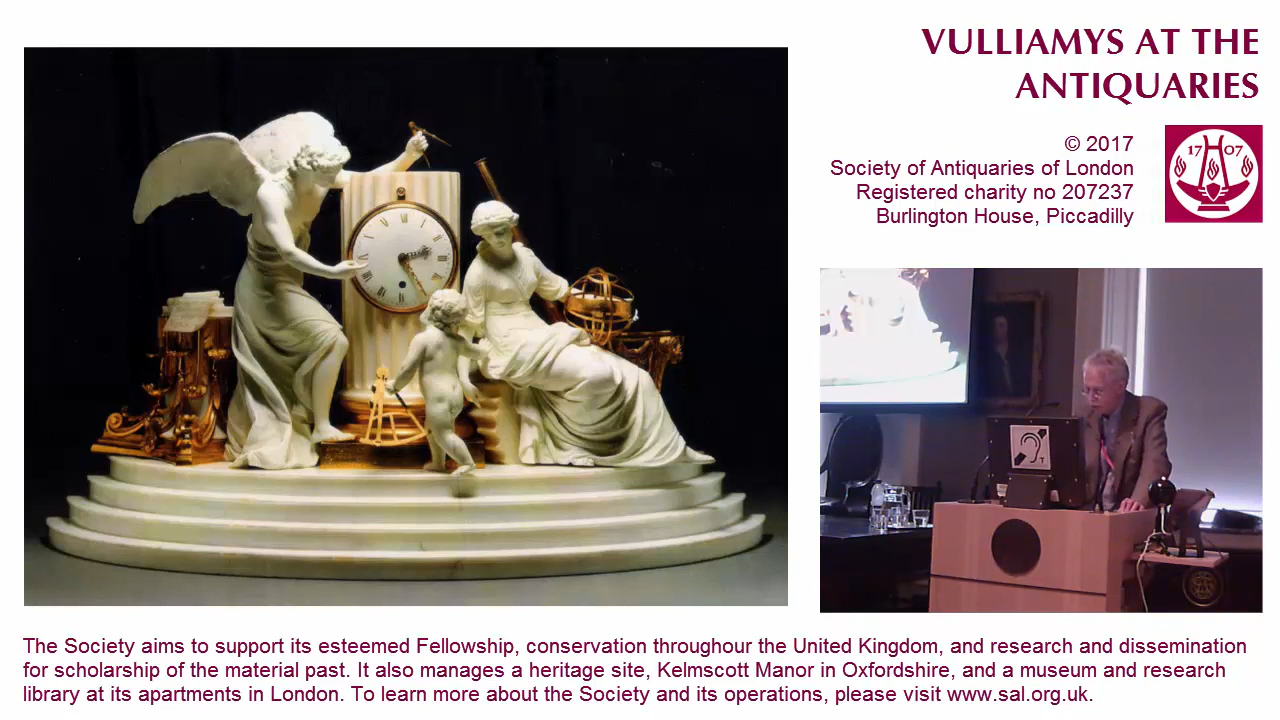 VULLIAMYS AT THE
ANTIQUARIES
© 2017
Society of Antiquaries of London
Registered charity no 207237
Burlington House, Piccadilly
17 07
T
The Society aims to support its esteemed Fellowship, conservation throughour the United Kingdom, and research and dissemination
for scholarship of the material past. It also manages a heritage site, Kelmscott Manor in Oxfordshire, and a museum and research
library at its apartments in London. To learn more about the Society and its operations, please visit www.sal.org.uk.